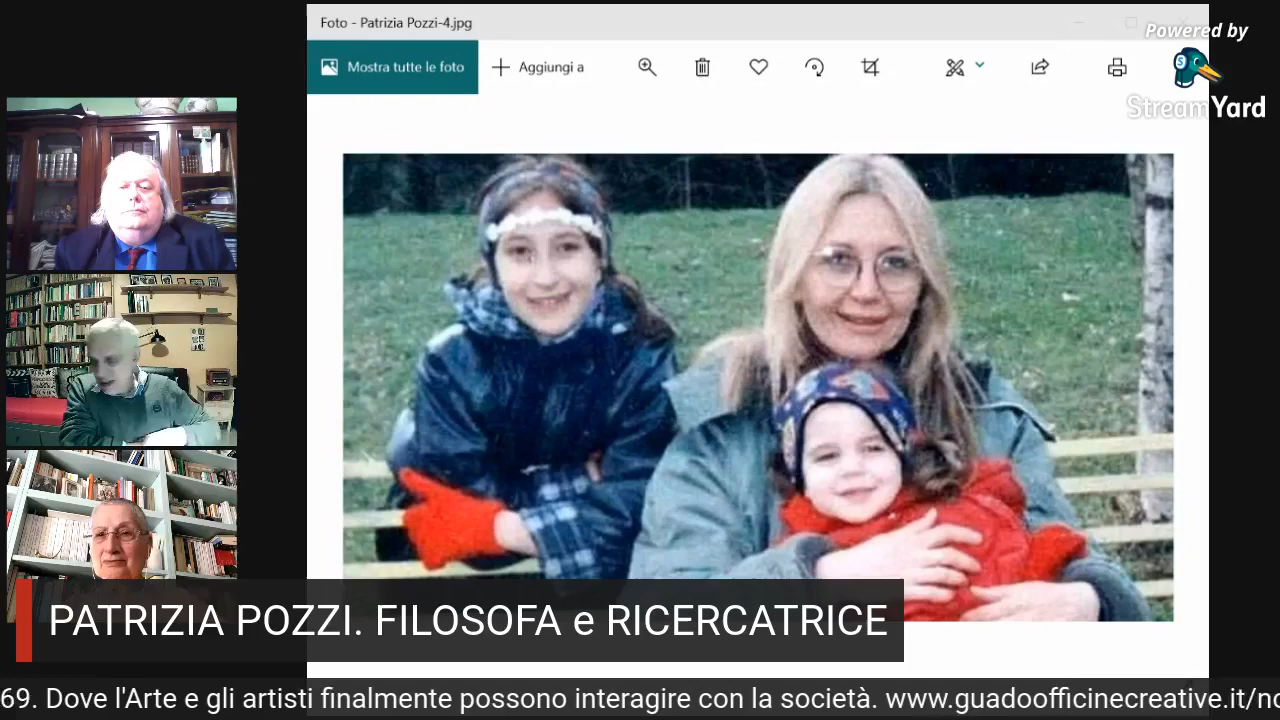 Foto - Patrizia Pozzi-4.jpg
Mostra tutte le foto
Aggiungi a
Powered by
StreamYard
PATRIZIA POZZI. FILOSOFA e RICERCATRICE
69. Dove l'Arte e gli artisti finalmente possono interagire con la società. www.guadoofficinecreative.it/no